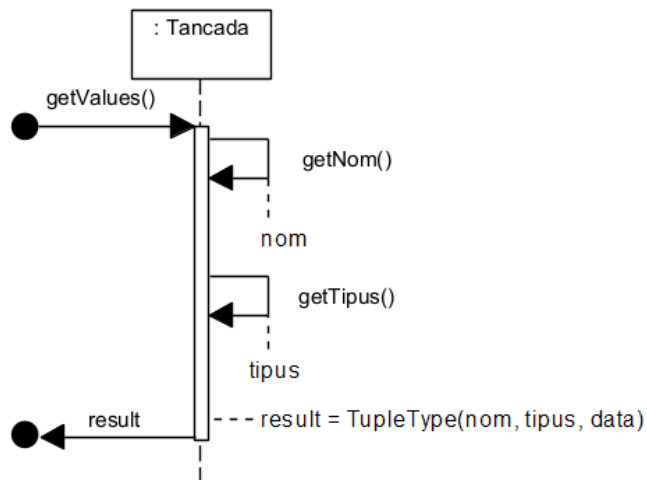 : Tancada
getValues()
getNom()
nom
getTipus()
tipus
result
result = TupleType(nom, tipus, data)